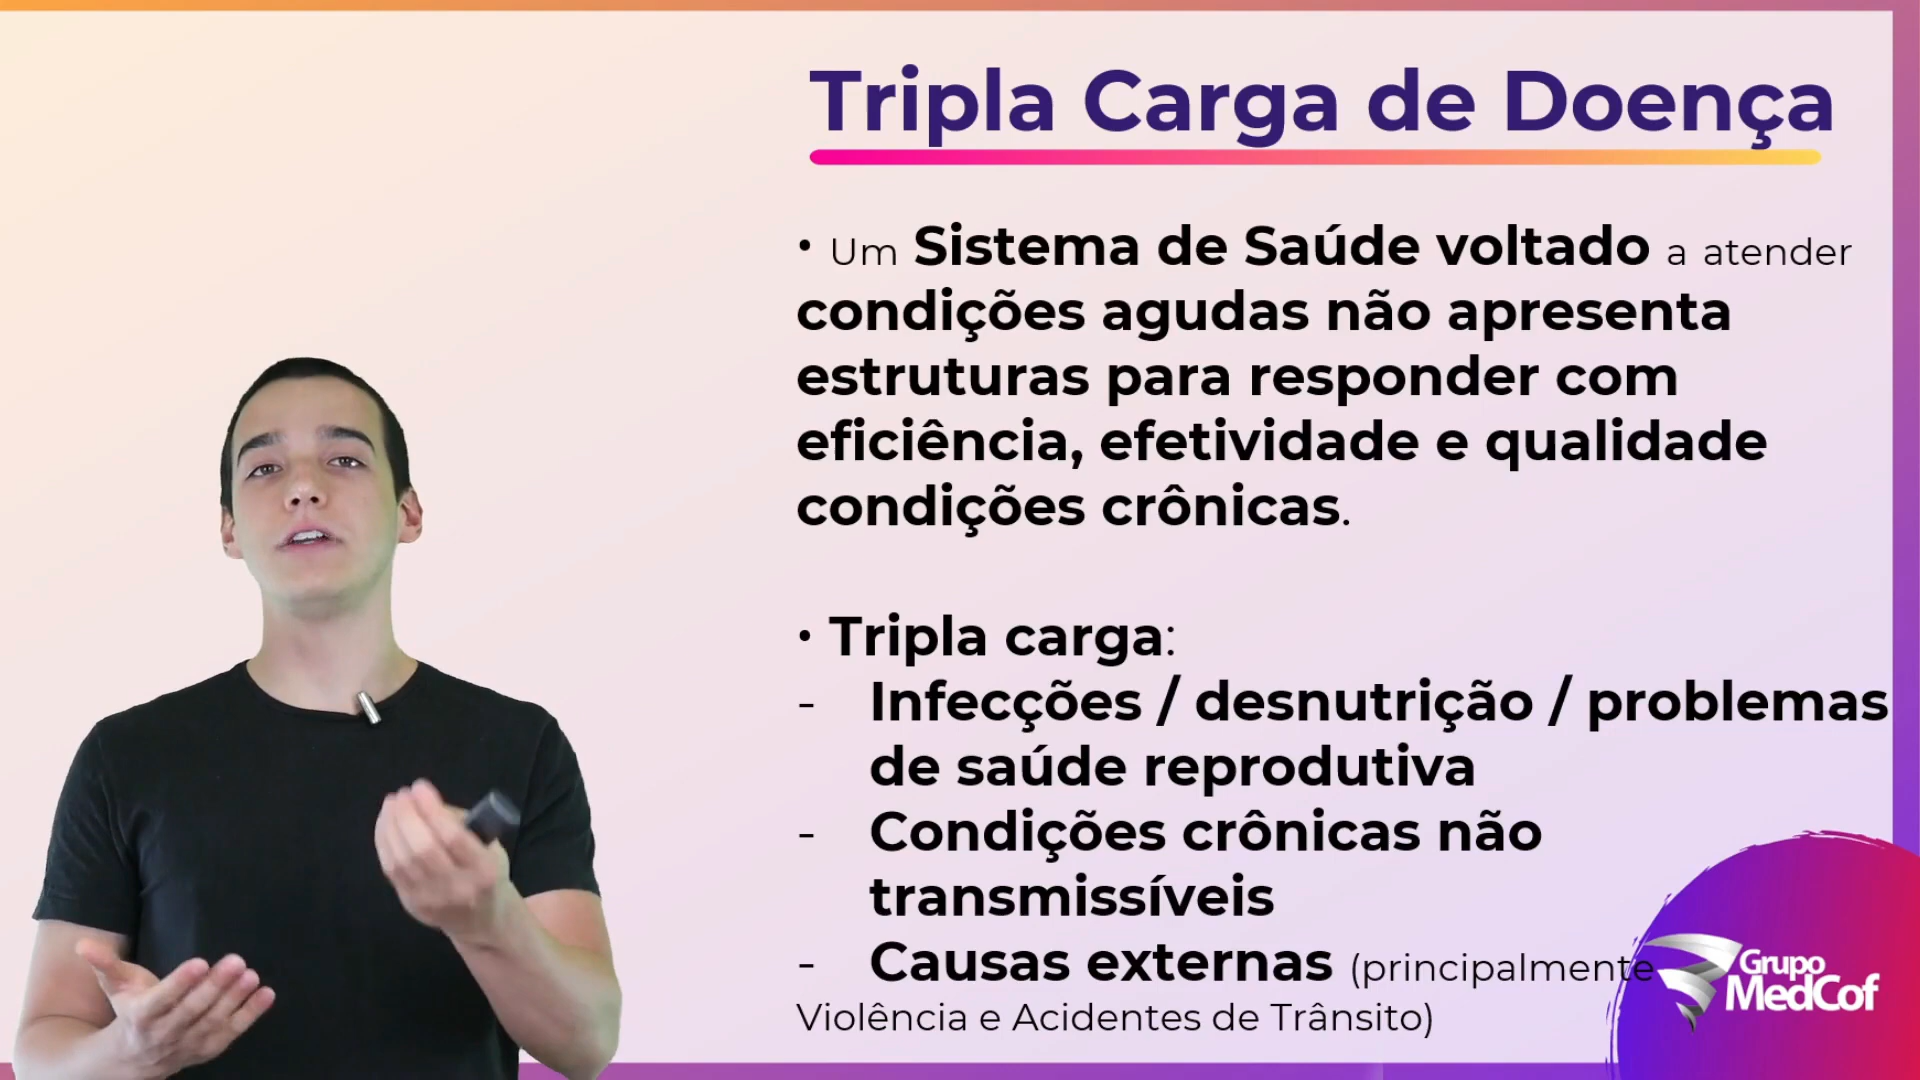 Tripla Carga de Doença
• Um Sistema de Saúde voltado a atender
condições agudas não apresenta
estruturas para responder com
eficiência, efetividade e qualidade
condições crônicas.
• Tripla carga:
- Infecções / desnutrição / problemas
de saúde reprodutiva
- Condições crônicas não
transmissíveis
- Causas externas (principalmente
Violência e Acidentes de Trânsito)
Grupo
MedCof